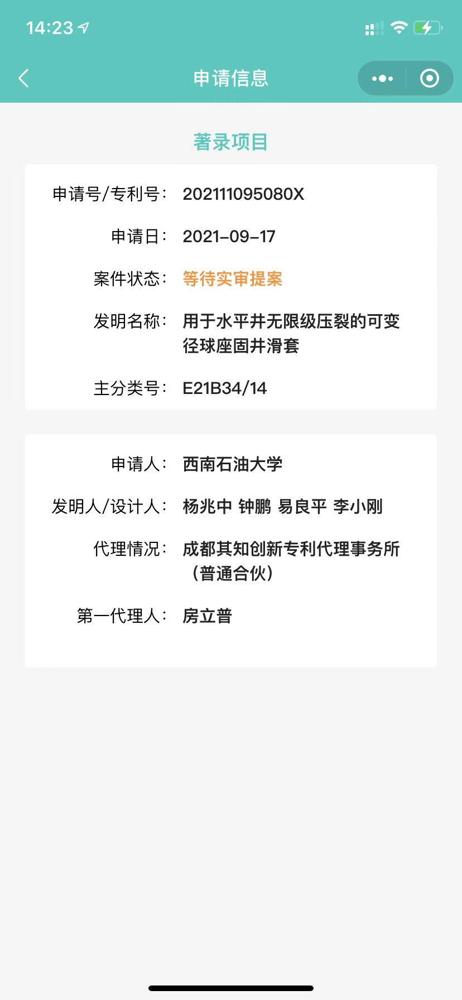 14:23
申请信息
著录项目
申请号/专利号： 202111095080X
申请日： 2021-09-17
案件状态： 等待实审提案
发明名称： 用于水平井无限级压裂的可变
径球座固井滑套
主分类号： E21B34/14
申请人： 西南石油大学
发明人/设计人： 杨兆中 钟鹏 易良平 李小刚
代理情况： 成都其知创新专利代理事务所
（普通合伙）
第一代理人： 房立普